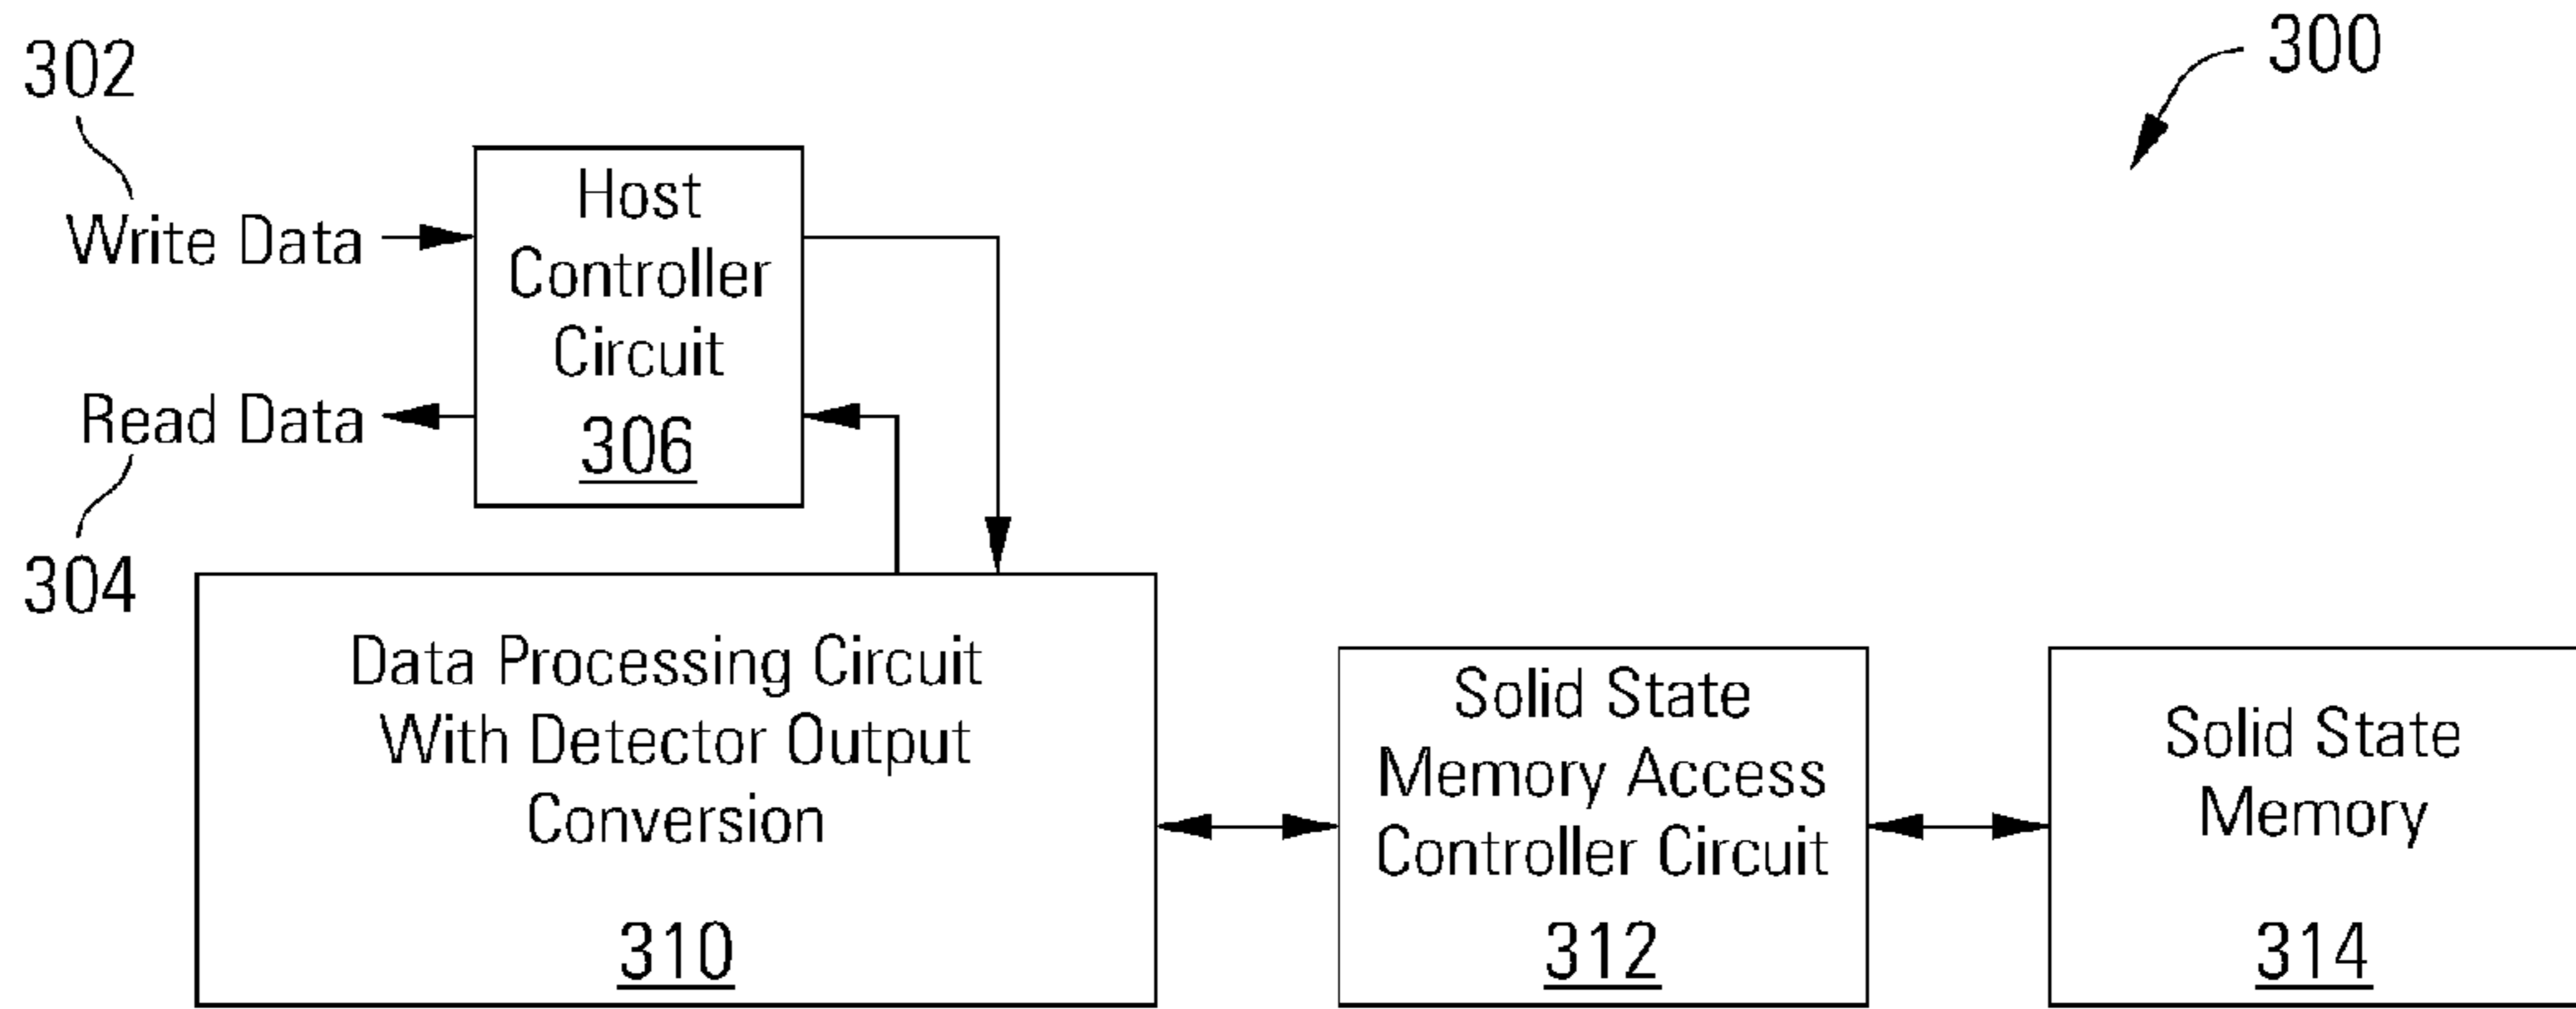 300
302
Write Data
Read Data
304
Host
Controller
Circuit
306
Data Processing Circuit
With Detector Output
Conversion
310
Solid State
Memory Access
Controller Circuit
312
Solid State
Memory
314